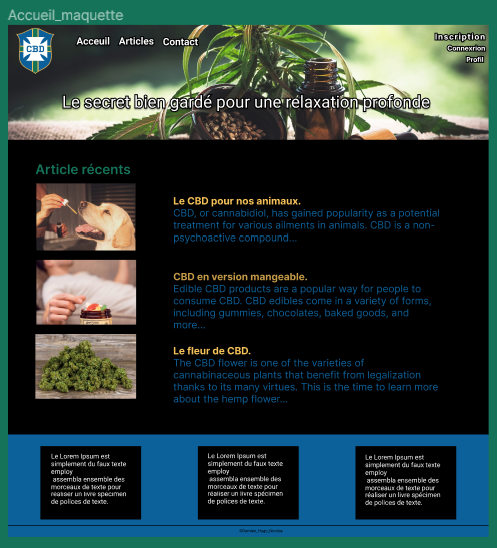 Accueil_maquette
CBD
Acceuil Articles Contact
Inscription
Connexrion
Profil
Le secret bien gardé pour une relaxation profonde
Article récents
Le CBD pour nos animaux.
CBD, or cannabidiol, has gained popularity as a potential
treatment for various ailments in animals. CBD is a non-
psychoactive compound...
CBD en version mangeable.
Edible CBD products are a popular way for people to
consume CBD. CBD edibles come in a variety of forms,
including gummies, chocolates, baked goods, and
more...
Le fleur de CBD.
The CBD flower is one of the varieties of
cannabinaceous plants that benefit from legalization
thanks to its many virtues. This is the time to learn more
about the hemp flower...
Le Lorem Ipsum est
simplement du faux texte
employ
assembla ensemble des
morceaux de texte pour
réaliser un livre spécimen
de polices de texte.
Le Lorem Ipsum est
simplement du faux texte
employ
assembla ensemble des
morceaux de texte pour
réaliser un livre spécimen
de polices de texte.
Le Lorem Ipsum est
simplement du faux texte
employ
assembla ensemble des
morceaux de texte pour
réaliser un livre spécimen
de polices de texte.